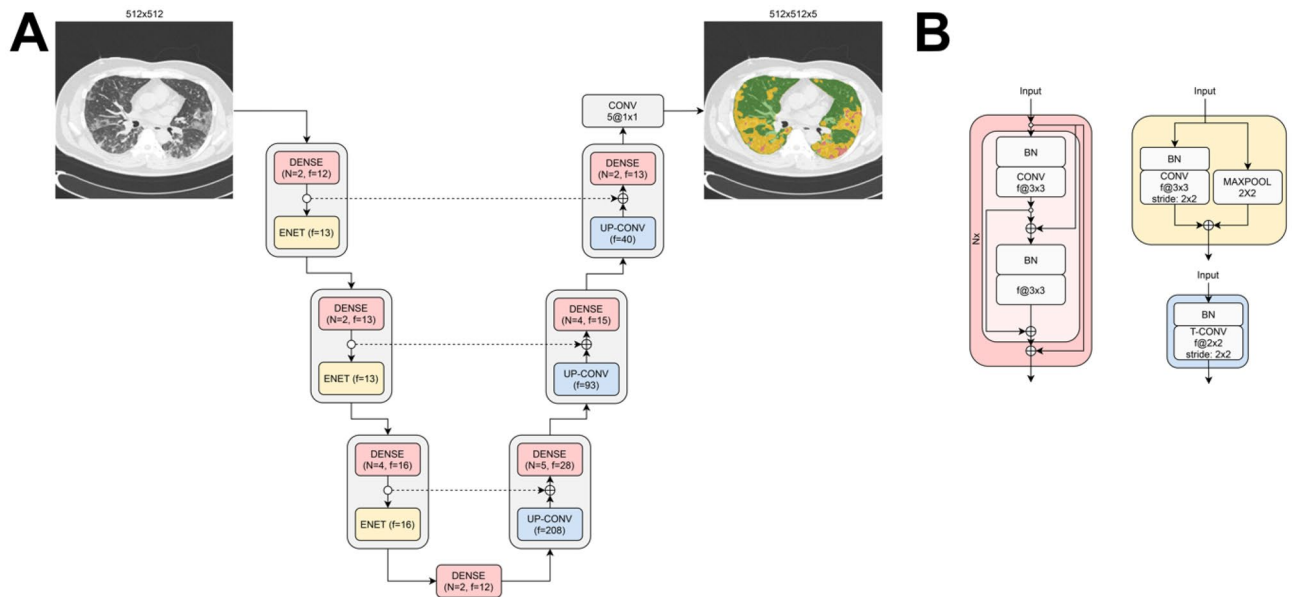 A
512x512
512x512x5
DENSE
(N=2, f=12)
ENET (f=13)
DENSE
(N=2, f=13)
ENET (f=13)
DENSE
(N=4, f=16)
ENET (f=16)
DENSE
(N=2, f=12)
DENSE
(N=5, f=28)
UP-CONV
(f=208)
DENSE
(N=4, f=15)
UP-CONV
(f=93)
CONV
5@1x1
DENSE
(N=2, f=13)
UP-CONV
(f=40)
B
Input
BN
CONV
f@3x3
BN
f@3x3
Nx
Input
BN
CONV
f@3x3
stride: 2x2
MAXPOOL
2X2
Input
BN
T-CONV
f@2x2
stride: 2x2